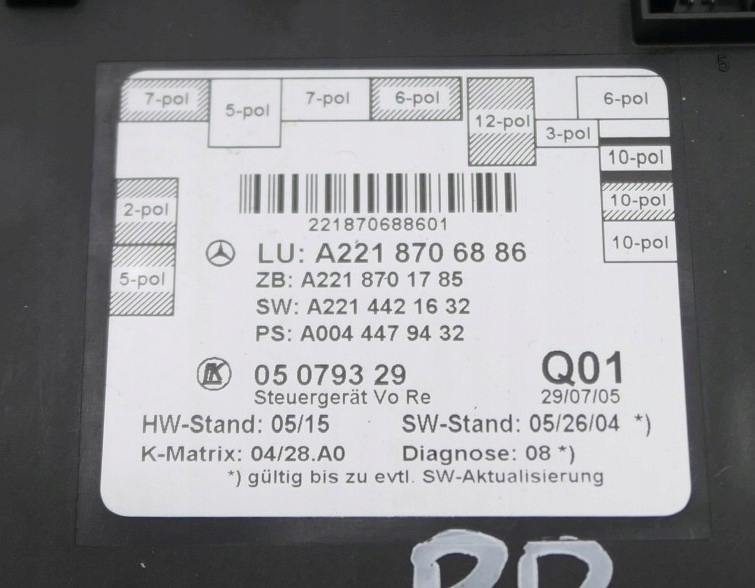 7-pol
5-pol
7-pol
6-pol
12-pol
3-pol
6-pol
10-pol
10-pol
10-pol
2-pol
5-pol
221870688601
LU: A221 870 68 86
ZB: A221 870 17 85
SW: A221 442 16 32
PS: A004 447 94 32
05 0793 29
Q01
Steuergerät Vo Re
29/07/05
HW-Stand: 05/15
SW-Stand: 05/26/04 *)
K-Matrix: 04/28.A0
Diagnose: 08 *)
*) gültig bis zu evtl. SW-Aktualisierung